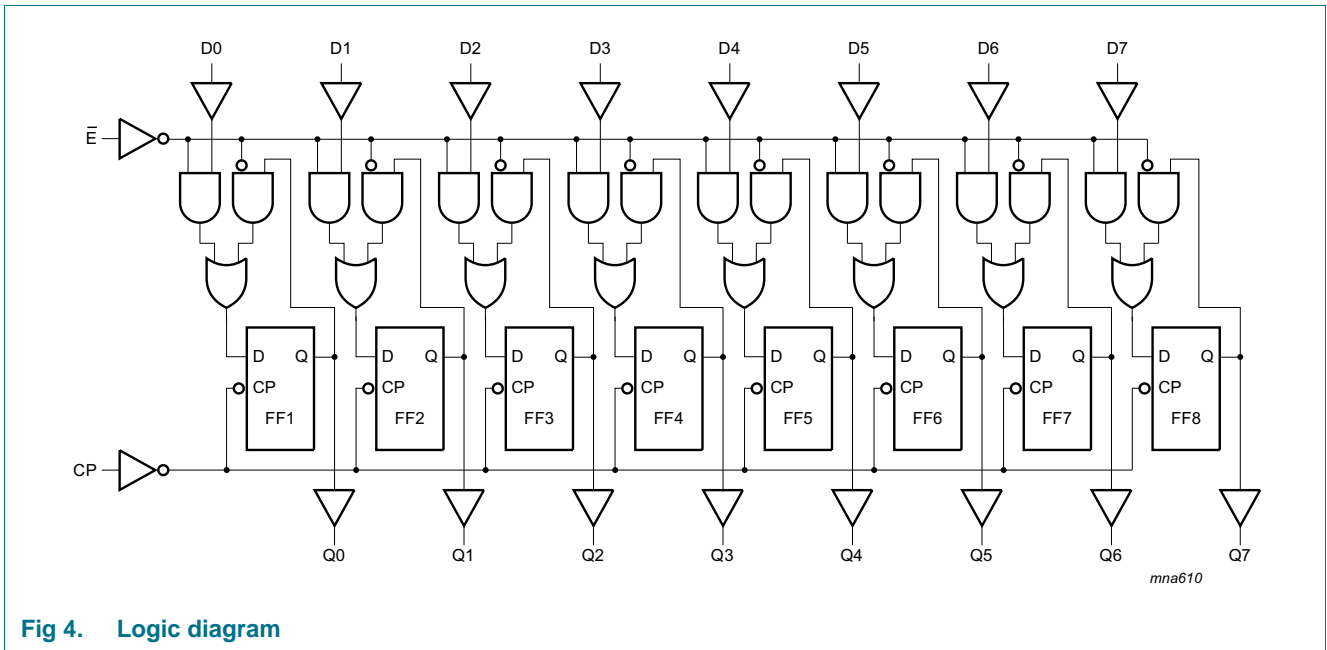 D0 D1 D2 D3 D4 D5 D6 D7
E̅
D Q D Q D Q D Q D Q D Q D Q D Q
CP CP CP CP CP CP CP CP
FF1 FF2 FF3 FF4 FF5 FF6 FF7 FF8
CP
Q0 Q1 Q2 Q3 Q4 Q5 Q6 Q7
mna610
Fig 4. Logic diagram